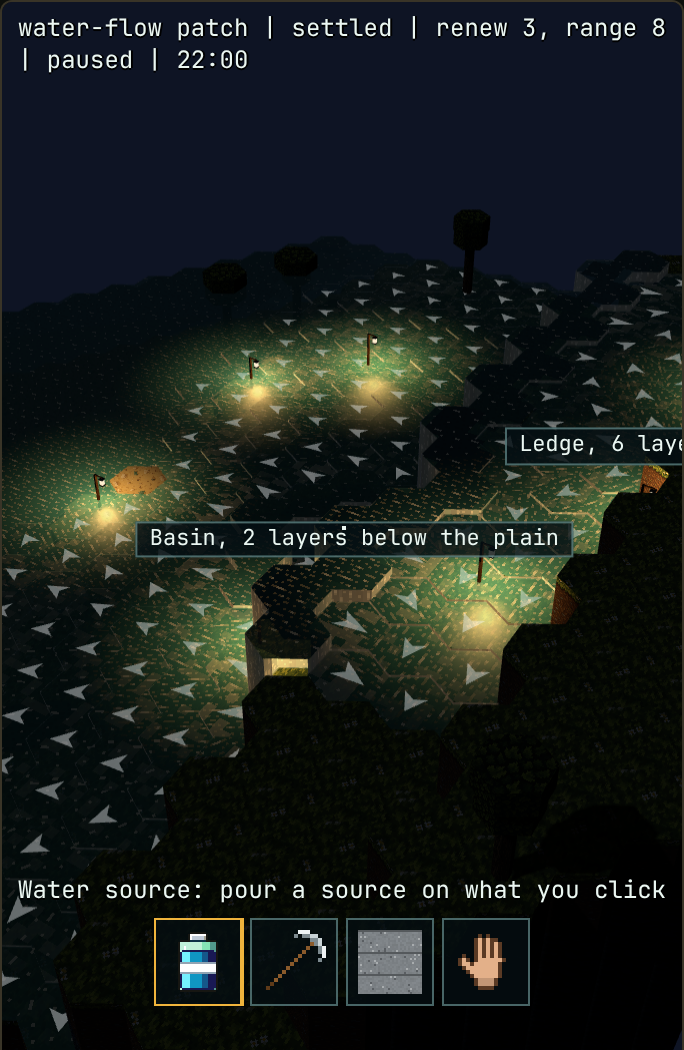 water-flow patch | settled | renew 3, range 8
| paused | 22:00
Ledge, 6 laye
Basin, 2 layers below the plain
Water source: pour a source on what you click